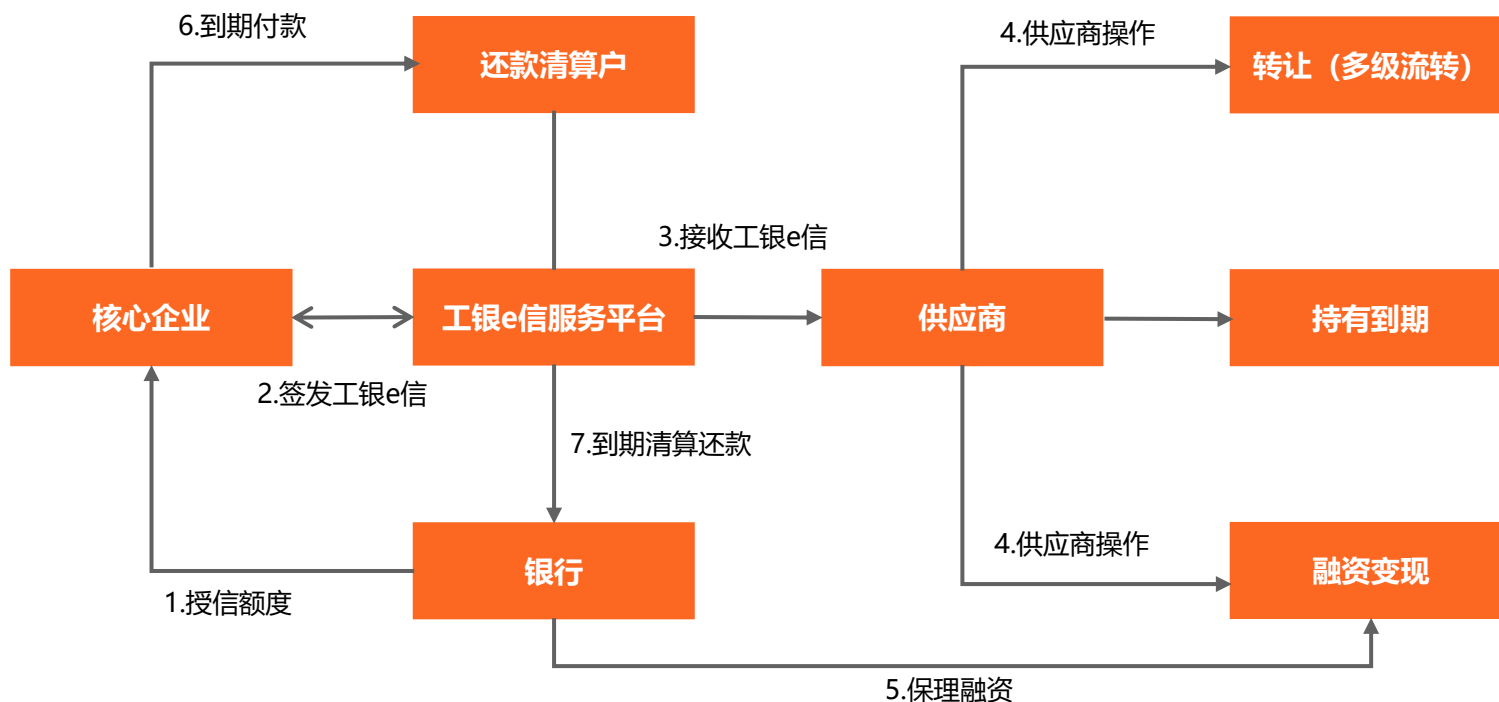 6.到期付款
4.供应商操作
还款清算户
转让（多级流转）
3.接收工银e信
核心企业
工银e信服务平台
供应商
持有到期
2.签发工银e信
7.到期清算还款
4.供应商操作
银行
融资变现
1.授信额度
5.保理融资